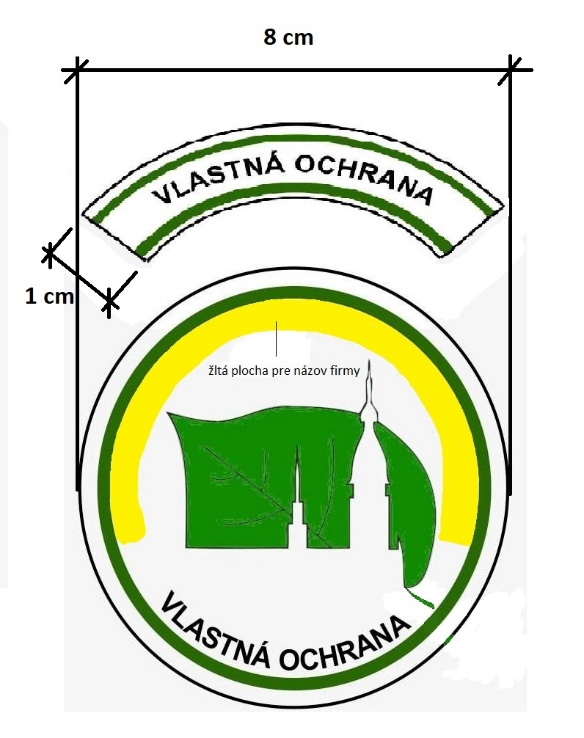 8 cm
VLASTNÁ OCHRANA
1 cm
žltá plocha pre názov firmy
VLASTNÁ OCHRANA